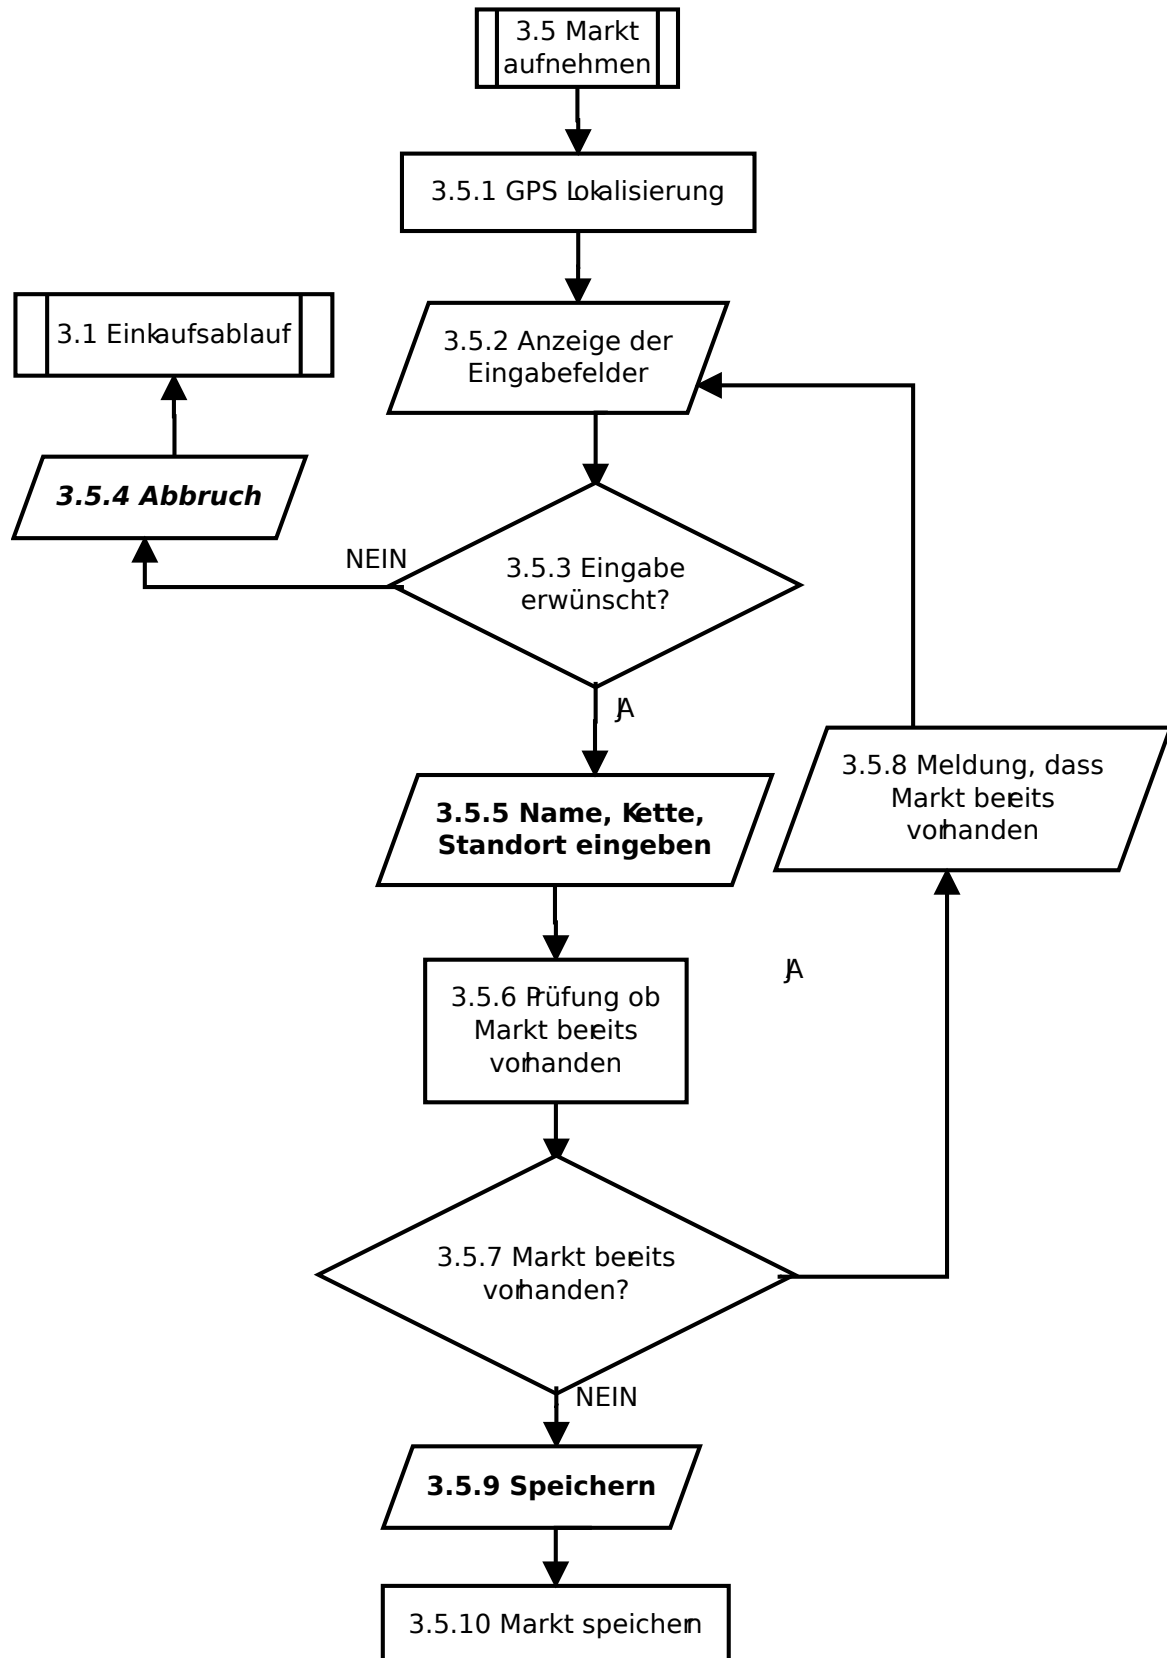 3.5 Markt
aufnehmen
3.5.1 GPS Lokalisierung
3.1 Einkaufsablauf
3.5.2 Anzeige der
Eingabefelder
3.5.4 Abbruch
NEIN
3.5.3 Eingabe
erwünscht?
JA
3.5.8 Meldung, dass
Markt bereits
vorhanden
3.5.5 Name, Kette,
Standort eingeben
JA
3.5.6 Prüfung ob
Markt bereits
vorhanden
3.5.7 Markt bereits
vorhanden?
NEIN
3.5.9 Speichern
3.5.10 Markt speichern